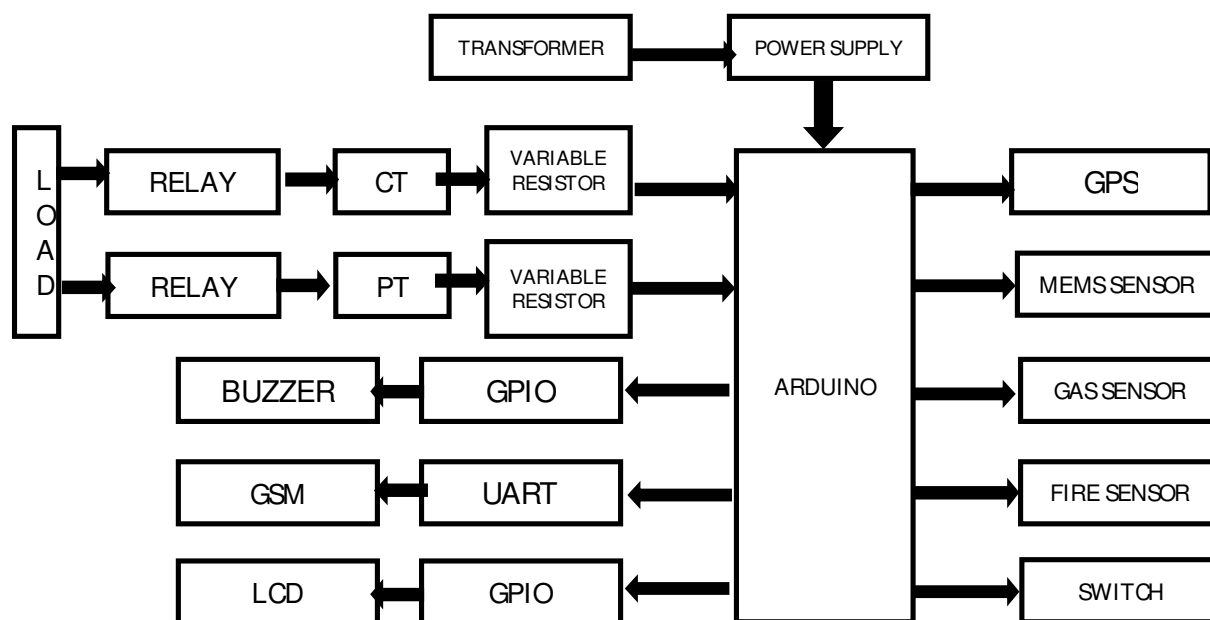 TRANSFORMER
POWER SUPPLY
L
O
A
D
RELAY
CT
VARIABLE
RESISTOR
RELAY
PT
VARIABLE
RESISTOR
ARDUINO
GPS
MEMS SENSOR
GAS SENSOR
FIRE SENSOR
SWITCH
BUZZER
GPIO
GSM
UART
LCD
GPIO